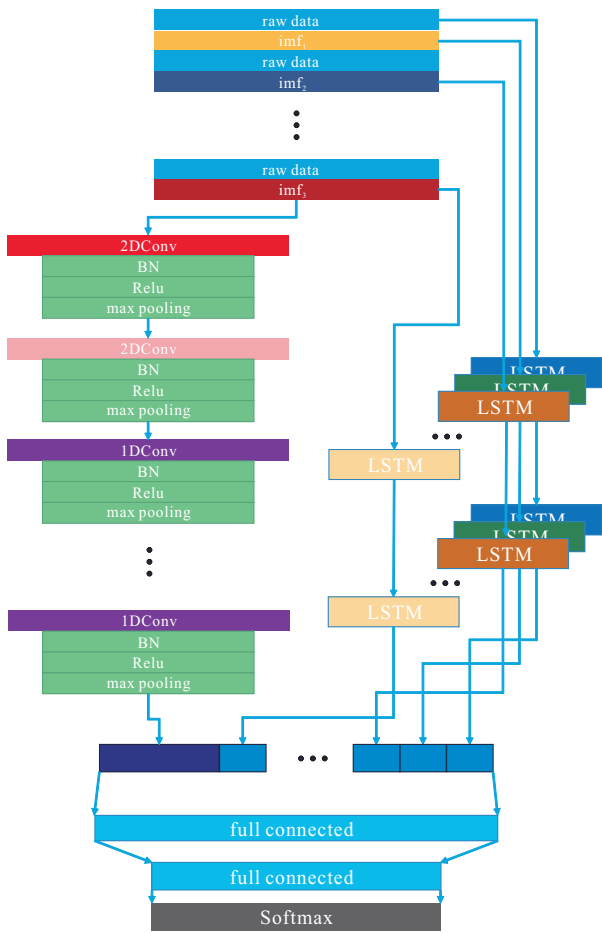 raw data
imf₁
raw data
imf₂
raw data
imf₃
2DConv
BN
Relu
max pooling
2DConv
BN
Relu
max pooling
LSTM
LSTM
LSTM
1DConv
BN
Relu
max pooling
LSTM
LSTM
LSTM
LSTM
1DConv
BN
Relu
max pooling
LSTM
full connected
full connected
Softmax